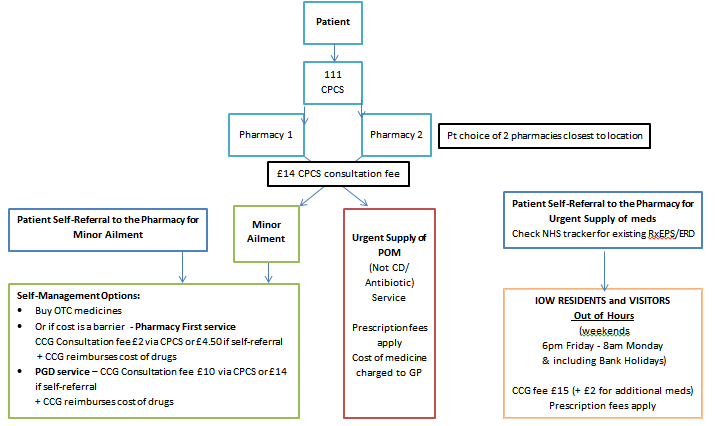 Patient
111
CPCS
Pharmacy 1
Pharmacy 2
Pt choice of 2 pharmacies closest to location
£14 CPCS consultation fee
Patient Self-Referral to the Pharmacy for
Minor Ailment
Minor
Ailment
Urgent Supply of
POM
(Not CD/
Antibiotic)
Service
Prescription fees
apply
Cost of medicine
charged to GP
Patient Self-Referral to the Pharmacy for
Urgent Supply of meds
Check NHS tracker for existing RxEPS/ERD
Self-Management Options:
• Buy OTC medicines
• Or if cost is a barrier - Pharmacy First service
CCG Consultation fee £2 via CPCS or £4.50 if self-referral
+ CCG reimburses cost of drugs
• PGD service – CCG Consultation fee £10 via CPCS or £14
if self-referral
+ CCG reimburses cost of drugs
IOW RESIDENTS and VISITORS
Out of Hours
(weekends
6pm Friday - 8am Monday
& including Bank Holidays)
CCG fee £15 (+ £2 for additional meds)
Prescription fees apply